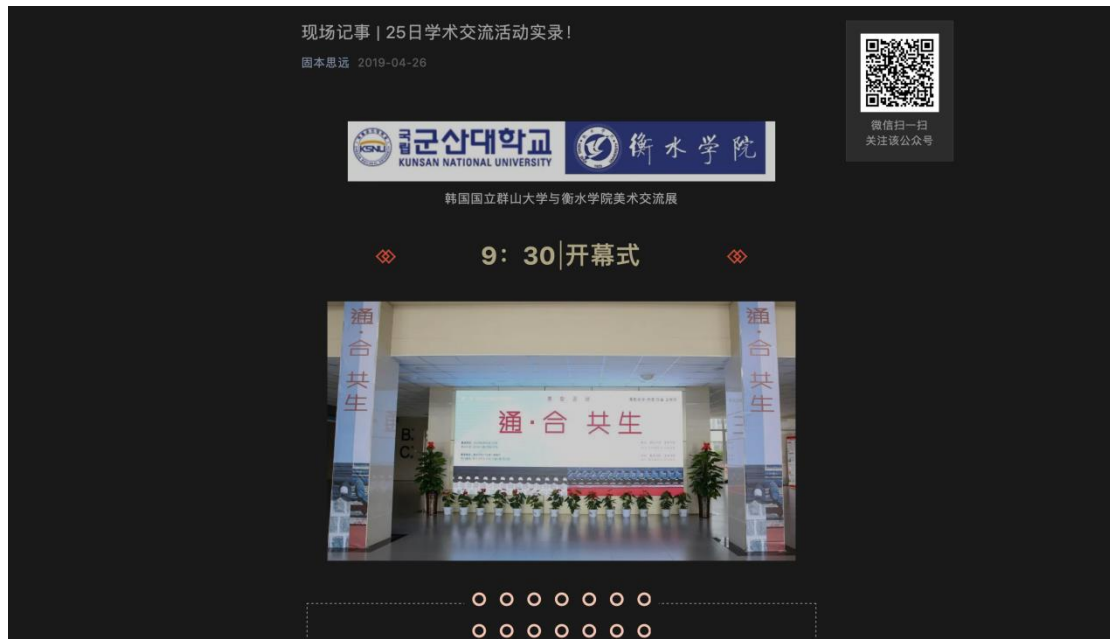 现场记事 | 25日学术交流活动实录!
固本思远 2019-04-26
微信扫一扫
关注该公众号
국립군산대학교
KSNU
KUNSAN NATIONAL UNIVERSITY
衡水学院
韩国国立群山大学与衡水学院美术交流展
9：30|开幕式
通·合 共生
通·合 共生
通·合 共生
B:
C: